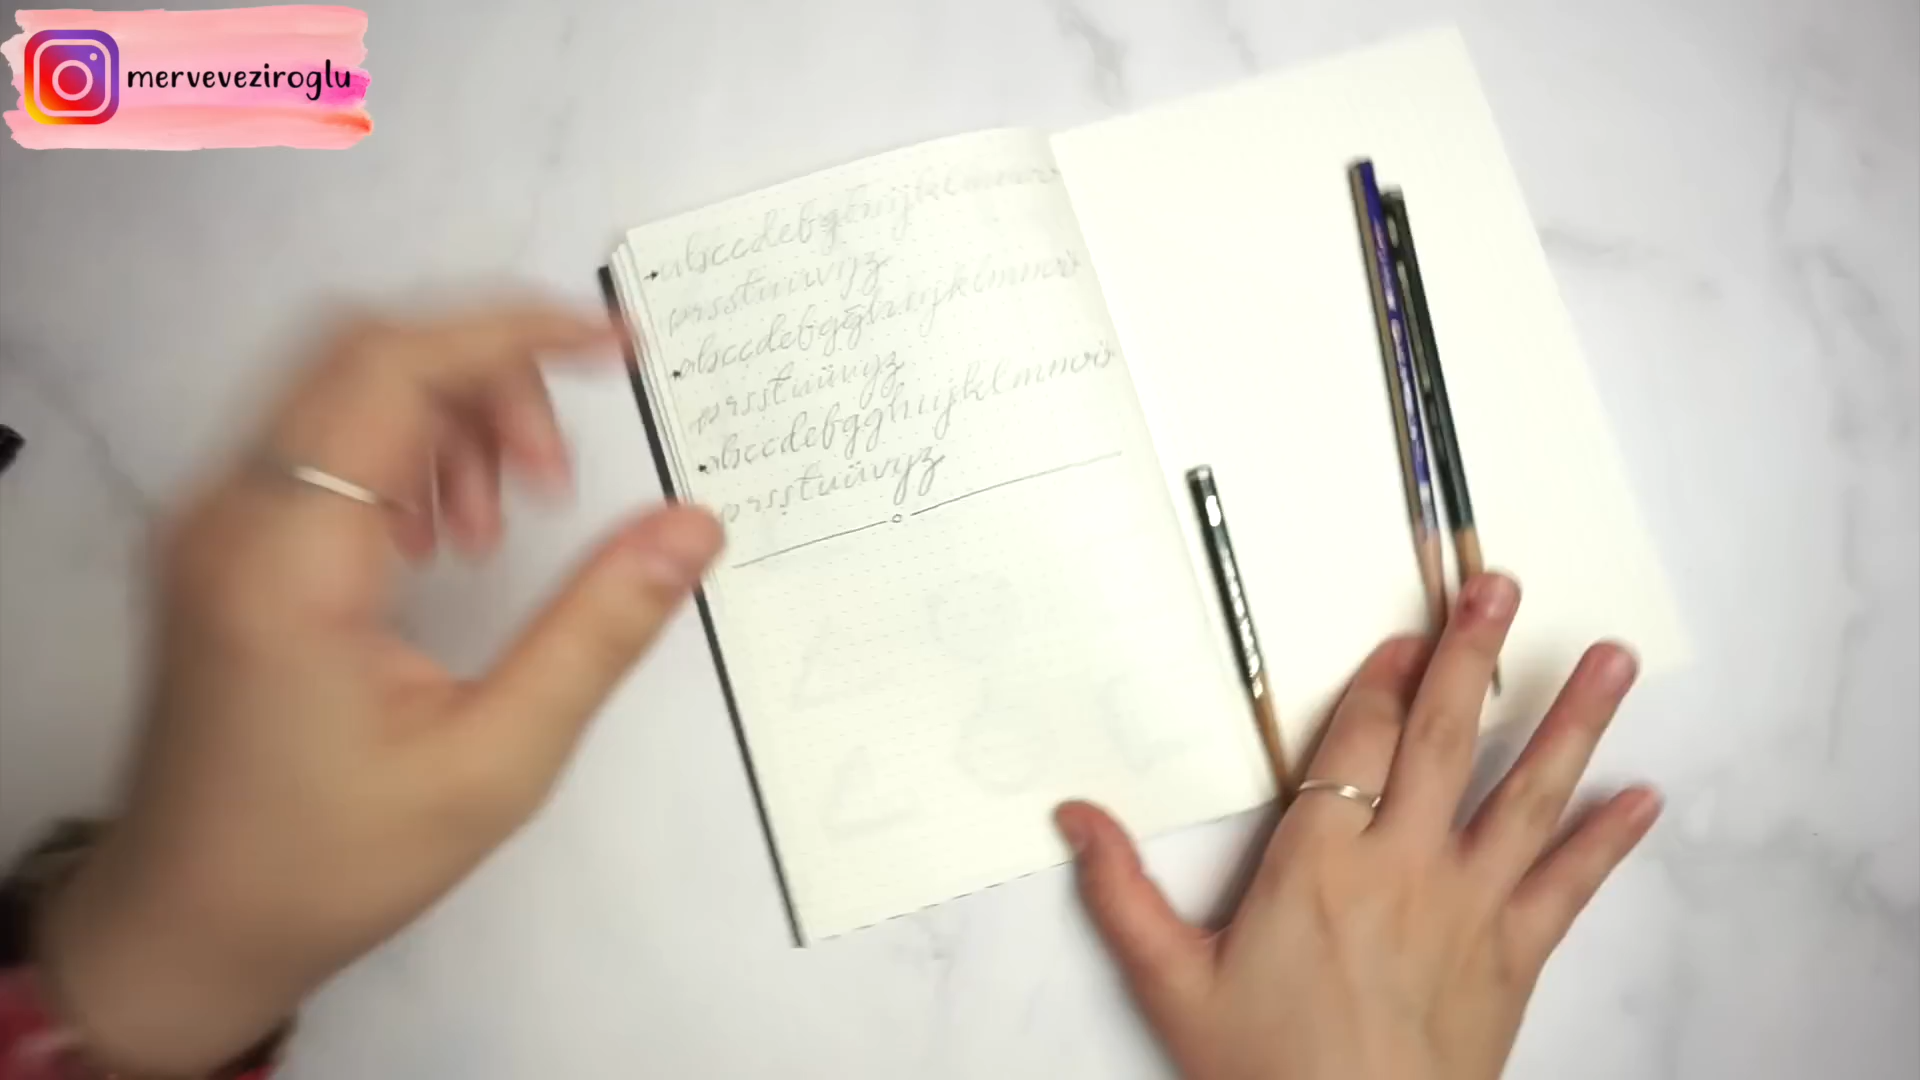 merveveziroglu
abcçdefgğhıijklmnoö
prsştuüvyz
abcçdefgğhıijklmnoö
prsştuüvyz
abcçdefgğhıijklmnoö
prsştuüvyz